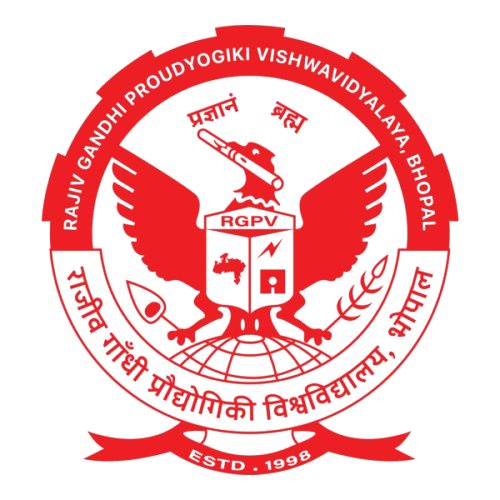 RAJIV GANDHI PROUDYOGIKI VISHWAVIDYALAYA, BHOPAL
प्रज्ञानं ब्रह्म
RGPV
राजीव गाँधी प्रौद्योगिकी विश्वविद्यालय, भोपाल
ESTD . 1998